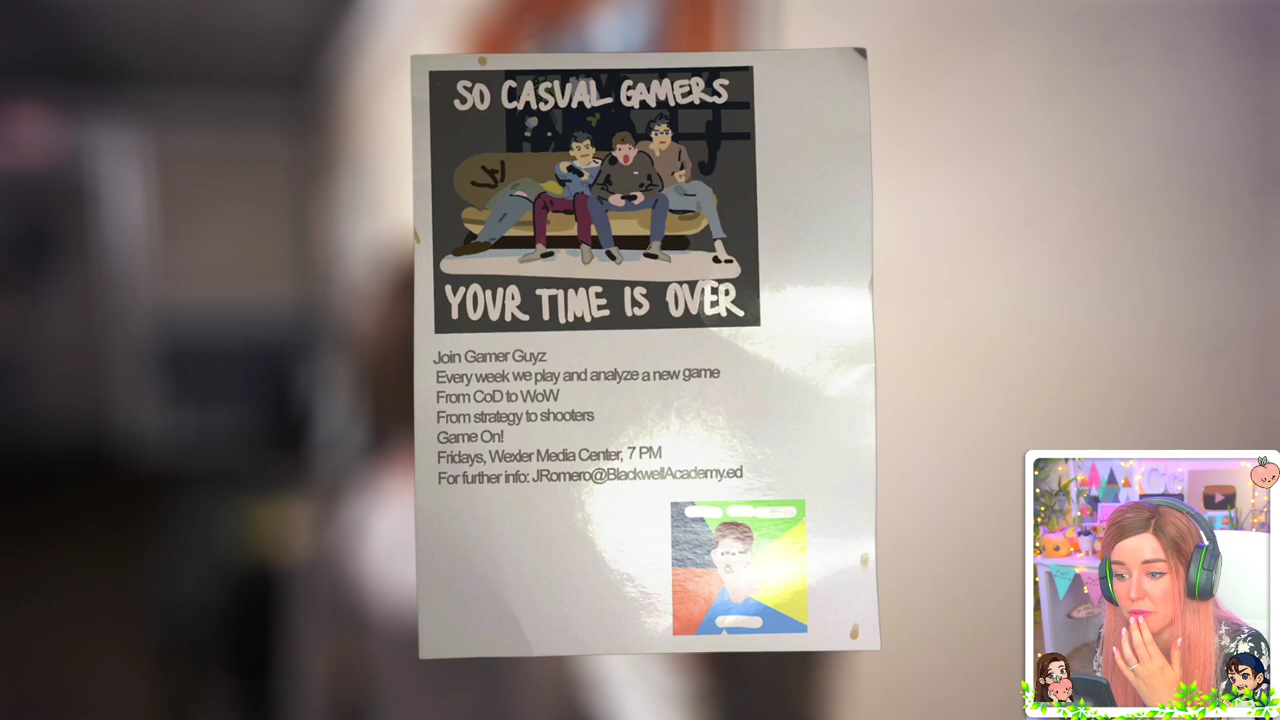 SO CASUAL GAMERS
YOUR TIME IS OVER
Join Gamer Guyz
Every week we play and analyze a new game
From CoD to WoW
From strategy to shooters
Game On!
Fridays, Wexler Media Center, 7 PM
For further info: JRomero@BlackwellAcademy.ed